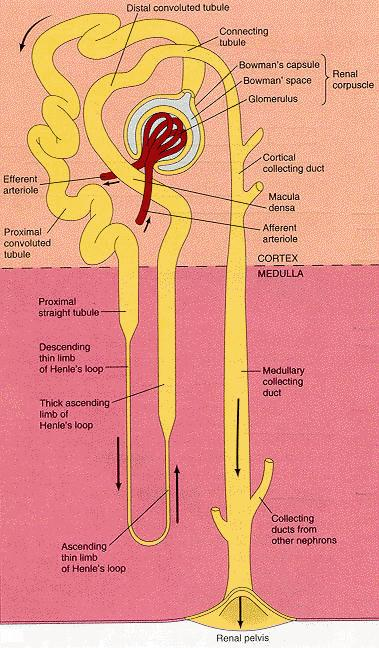 Distal convoluted tubule
Connecting
tubule
Bowman's capsule
Bowman' space
Glomerulus
Renal
corpuscle
Cortical
collecting duct
Efferent
arteriole
Macula
densa
Afferent
arteriole
Proximal
convoluted
tubule
CORTEX
MEDULLA
Proximal
straight tubule
Descending
thin limb
of Henle's loop
Medullary
collecting
duct
Thick ascending
limb of
Henle's loop
Collecting
ducts from
other nephrons
Ascending
thin limb
of Henle's loop
Renal pelvis